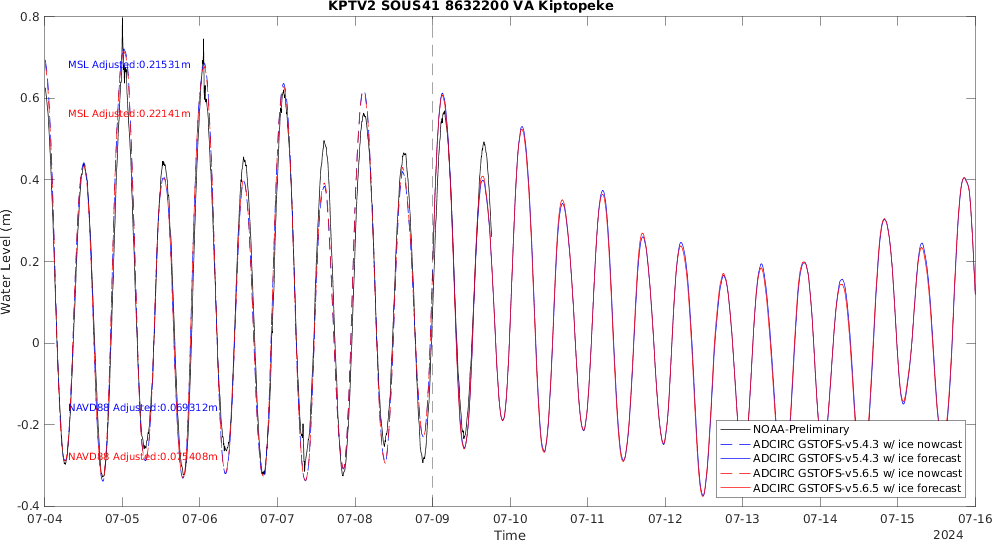 KPTV2 SOUS41 8632200 VA Kiptopeke
0.8
0.6
0.4
0.2
0
-0.2
-0.4
Water Level (m)
MSL Adjusted:0.21531m
MSL Adjusted:0.22141m
NAVD88 Adjusted:0.069312m
NAVD88 Adjusted:0.075408m
NOAA-Preliminary
ADCIRC GSTOFS-v5.4.3 w/ ice nowcast
ADCIRC GSTOFS-v5.4.3 w/ ice forecast
ADCIRC GSTOFS-v5.6.5 w/ ice nowcast
ADCIRC GSTOFS-v5.6.5 w/ ice forecast
07-04 07-05 07-06 07-07 07-08 07-09 07-10 07-11 07-12 07-13 07-14 07-15 07-16
Time
2024